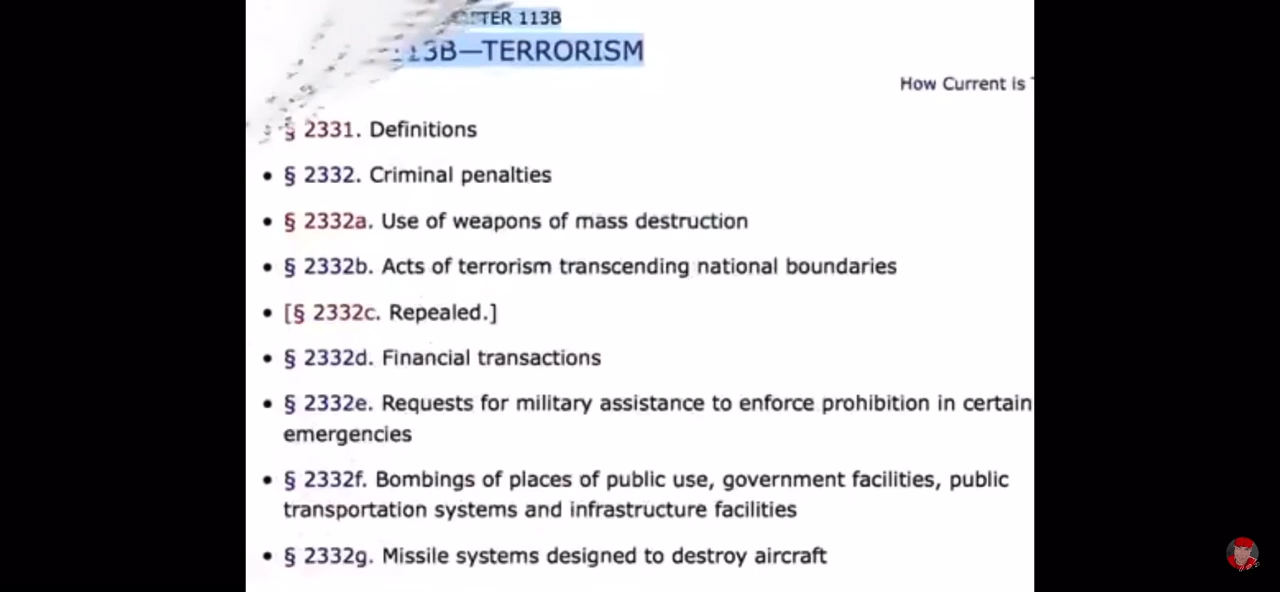 TER 113B
13B—TERRORISM
How Current is
§ 2331. Definitions
• § 2332. Criminal penalties
• § 2332a. Use of weapons of mass destruction
• § 2332b. Acts of terrorism transcending national boundaries
• [§ 2332c. Repealed.]
• § 2332d. Financial transactions
• § 2332e. Requests for military assistance to enforce prohibition in certain
emergencies
• § 2332f. Bombings of places of public use, government facilities, public
transportation systems and infrastructure facilities
• § 2332g. Missile systems designed to destroy aircraft